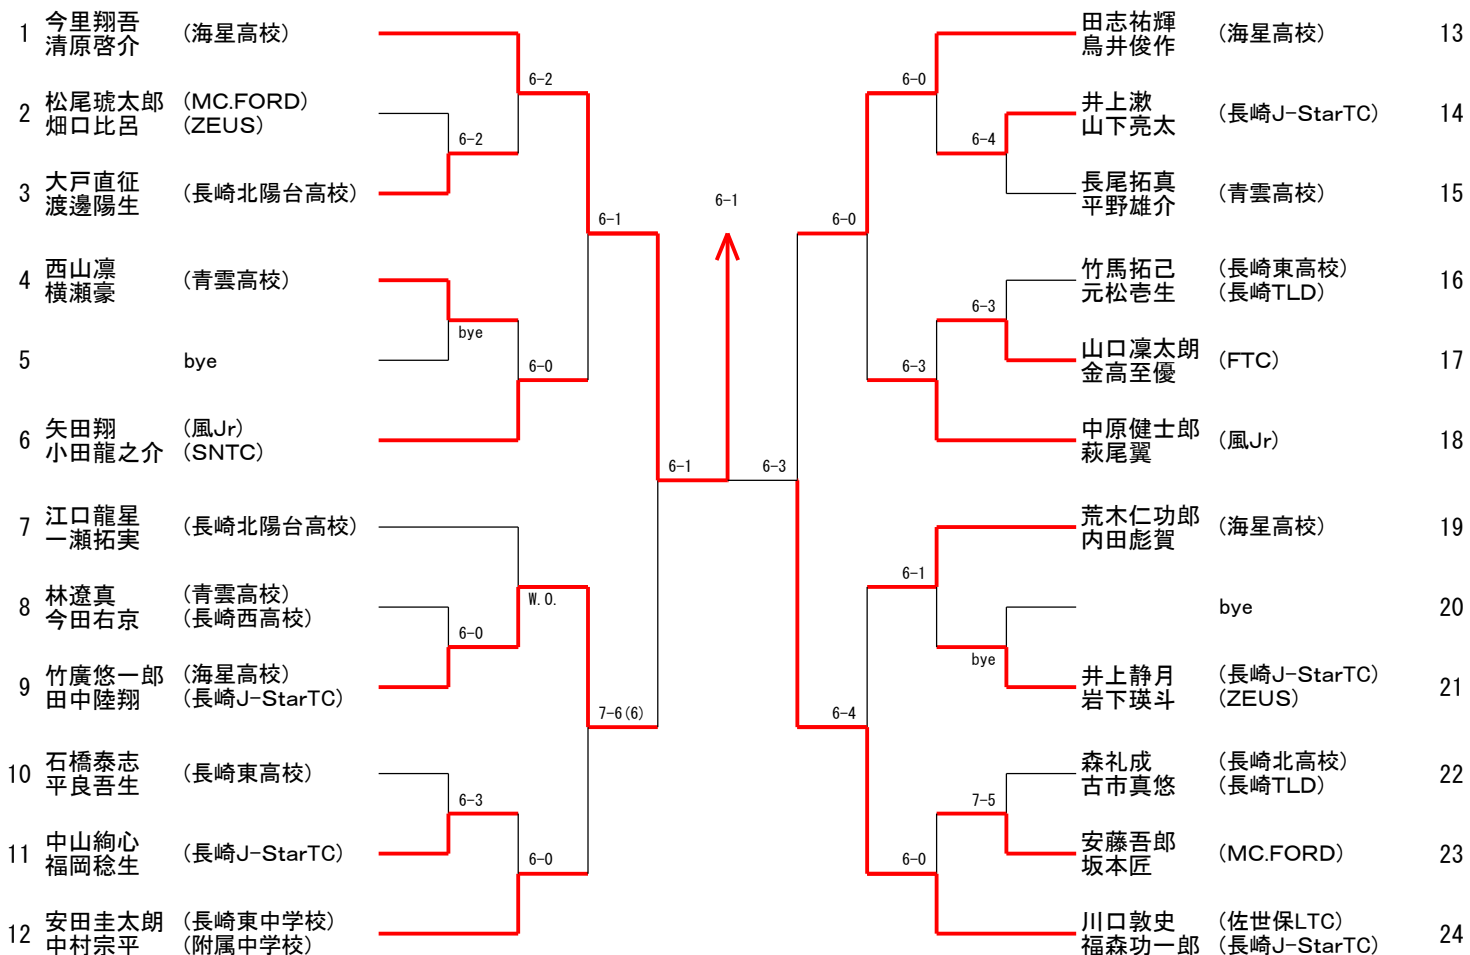 1 今里翔吾 (海星高校)
清原啓介
2 松尾琥太郎 (MC.FORD)
畑口比呂 (ZEUS)
3 大戸直征 (長崎北陽台高校)
渡邊陽生
4 西山凛 (青雲高校)
横瀬豪
5 bye
6 矢田翔 (風Jr)
小田龍之介 (SNTC)
7 江口龍星 (長崎北陽台高校)
一瀬拓実
8 林遼真 (青雲高校)
今田右京 (長崎西高校)
9 竹廣悠一郎 (海星高校)
田中陸翔 (長崎J-StarTC)
10 石橋泰志 (長崎東高校)
平良吾生
11 中山絢心 (長崎J-StarTC)
福岡稔生
12 安田圭太朗 (長崎東中学校)
中村宗平 (附属中学校)
6-2
6-2
6-1
bye
6-0
6-1
W.O.
6-0
7-6(6)
6-3
6-0
6-1
6-3
6-0
6-4
6-0
6-3
6-3
6-1
bye
6-4
7-5
6-0
田志祐輝 (海星高校) 13
鳥井俊作
井上漱 (長崎J-StarTC) 14
山下亮太
長尾拓真 (青雲高校) 15
平野雄介
竹馬拓己 (長崎東高校) 16
元松壱生 (長崎TLD)
山口凜太朗 (FTC) 17
金高至優
中原健士郎 (風Jr) 18
萩尾翼
荒木仁功郎 (海星高校) 19
内田彪賀
bye 20
井上静月 (長崎J-StarTC) 21
岩下瑛斗 (ZEUS)
森礼成 (長崎北高校) 22
古市真悠 (長崎TLD)
安藤吾郎 (MC.FORD) 23
坂本匠
川口敦史 (佐世保LTC) 24
福森功一郎 (長崎J-StarTC)